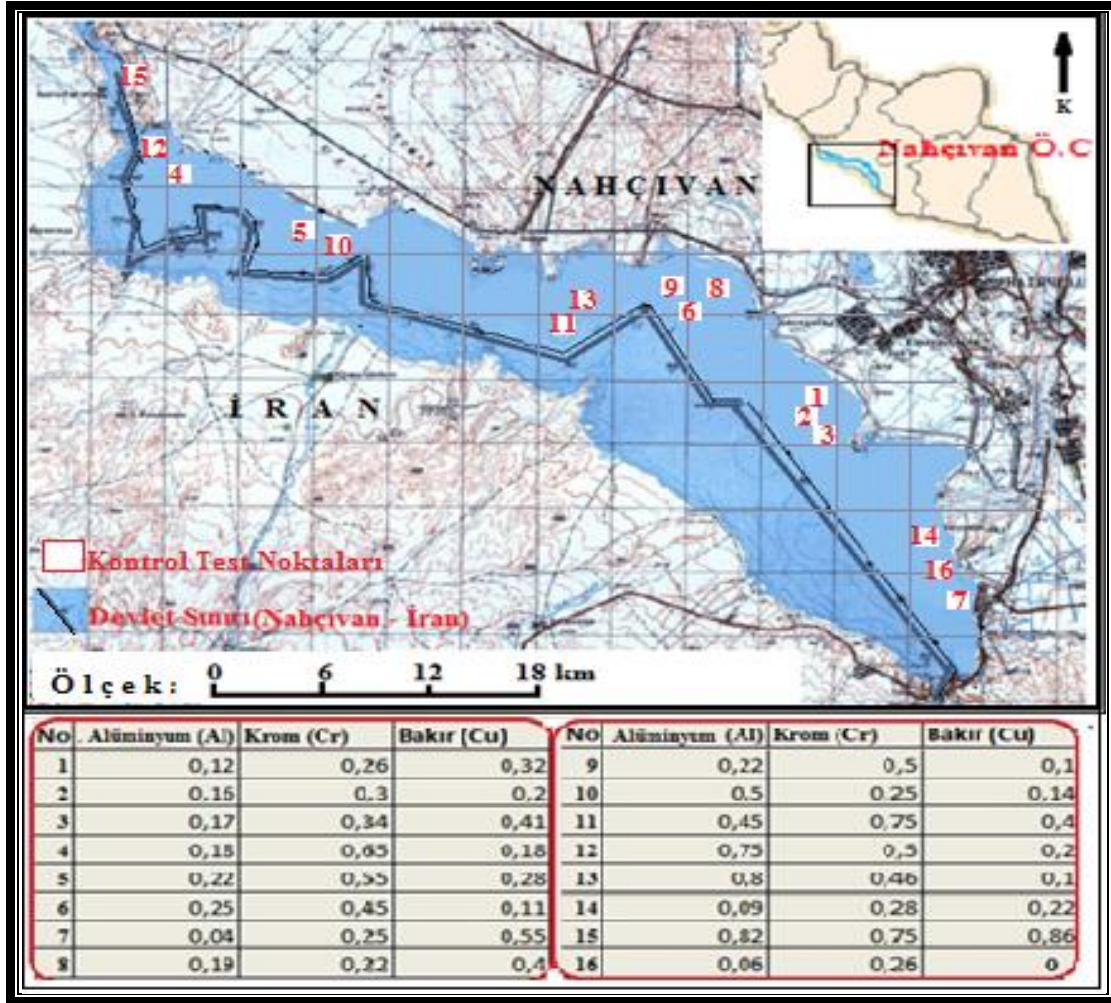 K
Nahçıvan Ö.C
15
12
4
NAHÇIVAN
5
10
9
8
13
6
11
İRAN
1
2
3
14
Kontrol Test Noktaları
16
7
Devlet Sınırı(Nahçıvan - İran)
Ölçek: 0 6 12 18 km
No Alüminyum (Al) Krom (Cr) Bakır (Cu) No Alüminyum (Al) Krom (Cr) Bakır (Cu)
1 0,12 0,26 0,32 9 0,22 0,5 0,1
2 0.3 0.2 10 0.5 0.25 0.14
3 0,17 0,34 0,41 11 0,45 0,75 0,4
4 0,65 0,18 12 0,75 0,5 0,2
5 0,22 0,55 0,28 13 0,8 0,46 0,1
6 0,25 0,45 0,11 14 0,09 0,28 0,22
7 0,04 0,25 0,55 15 0,82 0,75 0,86
8 0,19 0,22 0,4 16 0,06 0,26 0